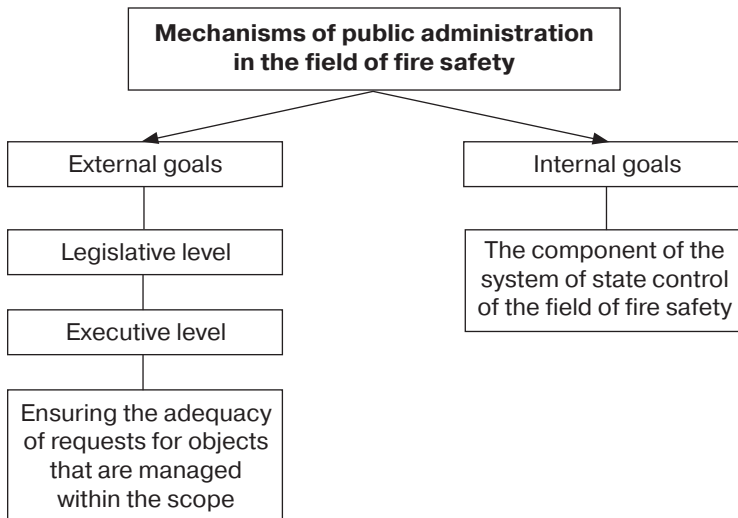 Mechanisms of public administration
in the field of fire safety
External goals
Internal goals
Legislative level
The component of the
system of state control
of the field of fire safety
Executive level
Ensuring the adequacy
of requests for objects
that are managed
within the scope